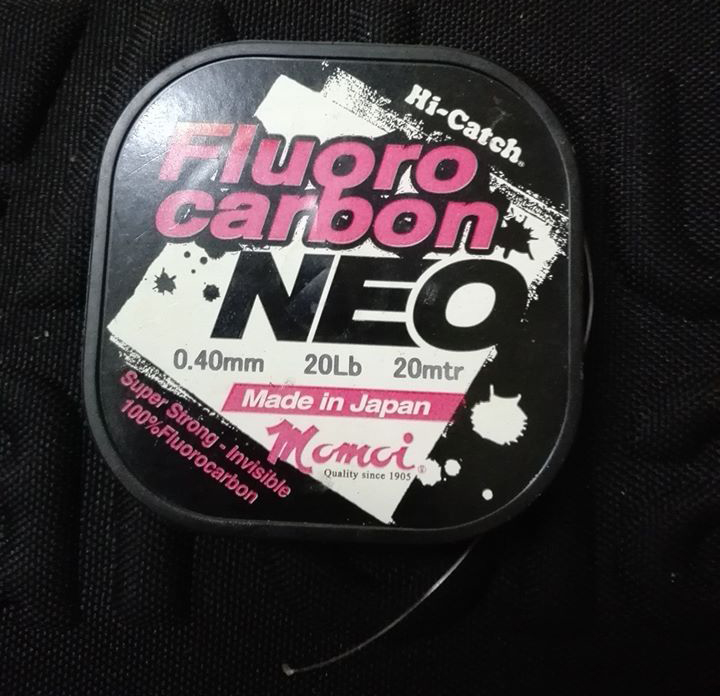 Hi-Catch®
Fluoro
carbon
NEO
0.40mm 20Lb 20mtr
Made in Japan
Super Strong - Invisible
100%Fluorocarbon
Momoi®
Quality since 1905